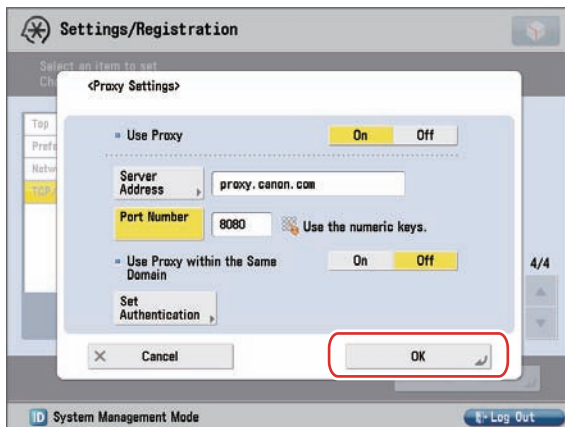 Settings/Registration
Select an item to set
<Proxy Settings>
Top
Use Proxy
On
Off
Server
Address
proxy.canon.com
Port Number
8080
Use the numeric keys.
Use Proxy within the Same
Domain
On
Off
4/4
Set
Authentication
Cancel
OK
ID System Management Mode
Log Out